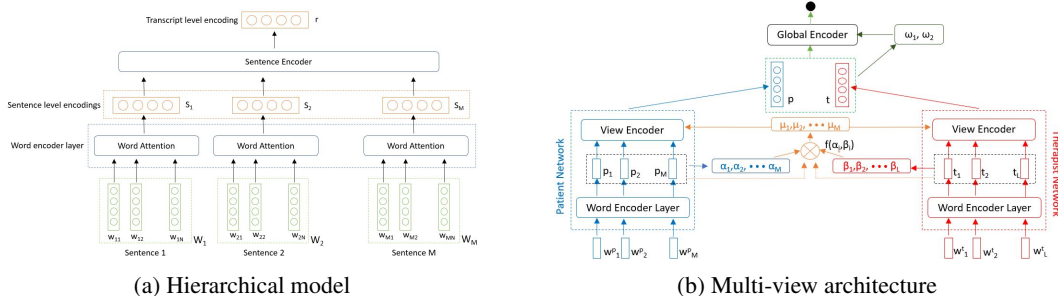 Transcript level encoding
r
Sentence Encoder
Sentence level encodings
S1
S2
SM
Word encoder layer
Word Attention
Word Attention
Word Attention
w11 w12 w1N W1
w21 w22 w2N W2
wM1 wM2 wMN WM
Sentence 1
Sentence 2
Sentence M
(a) Hierarchical model
Global Encoder
ω1, ω2
p
t
μ1,μ2, ••• μM
View Encoder
View Encoder
f(αi,βi)
α1,α2, ••• αM
β1,β2, ••• βL
p1 p2 pM
t1 t2 tL
Patient Network
Therapist Network
Word Encoder Layer
Word Encoder Layer
wp1 wp2 wpM
wt1 wt2 wtL
(b) Multi-view architecture